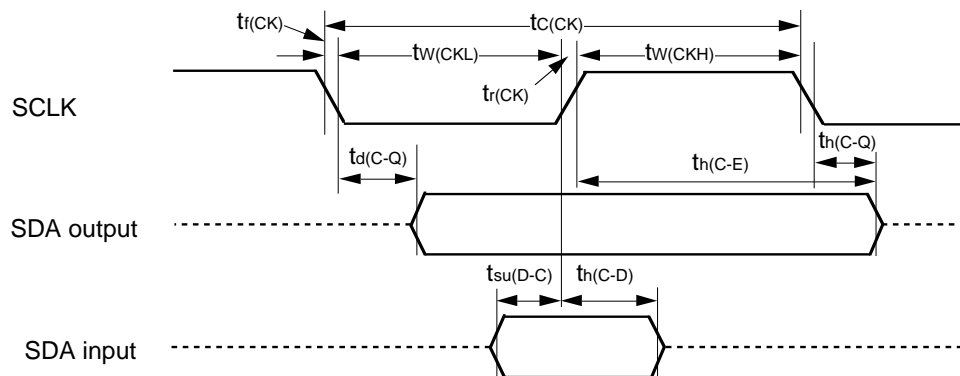 tf(CK)
tC(CK)
tW(CKL)
tW(CKH)
tr(CK)
SCLK
th(C-Q)
td(C-Q)
th(C-E)
SDA output
tsu(D-C)
th(C-D)
SDA input